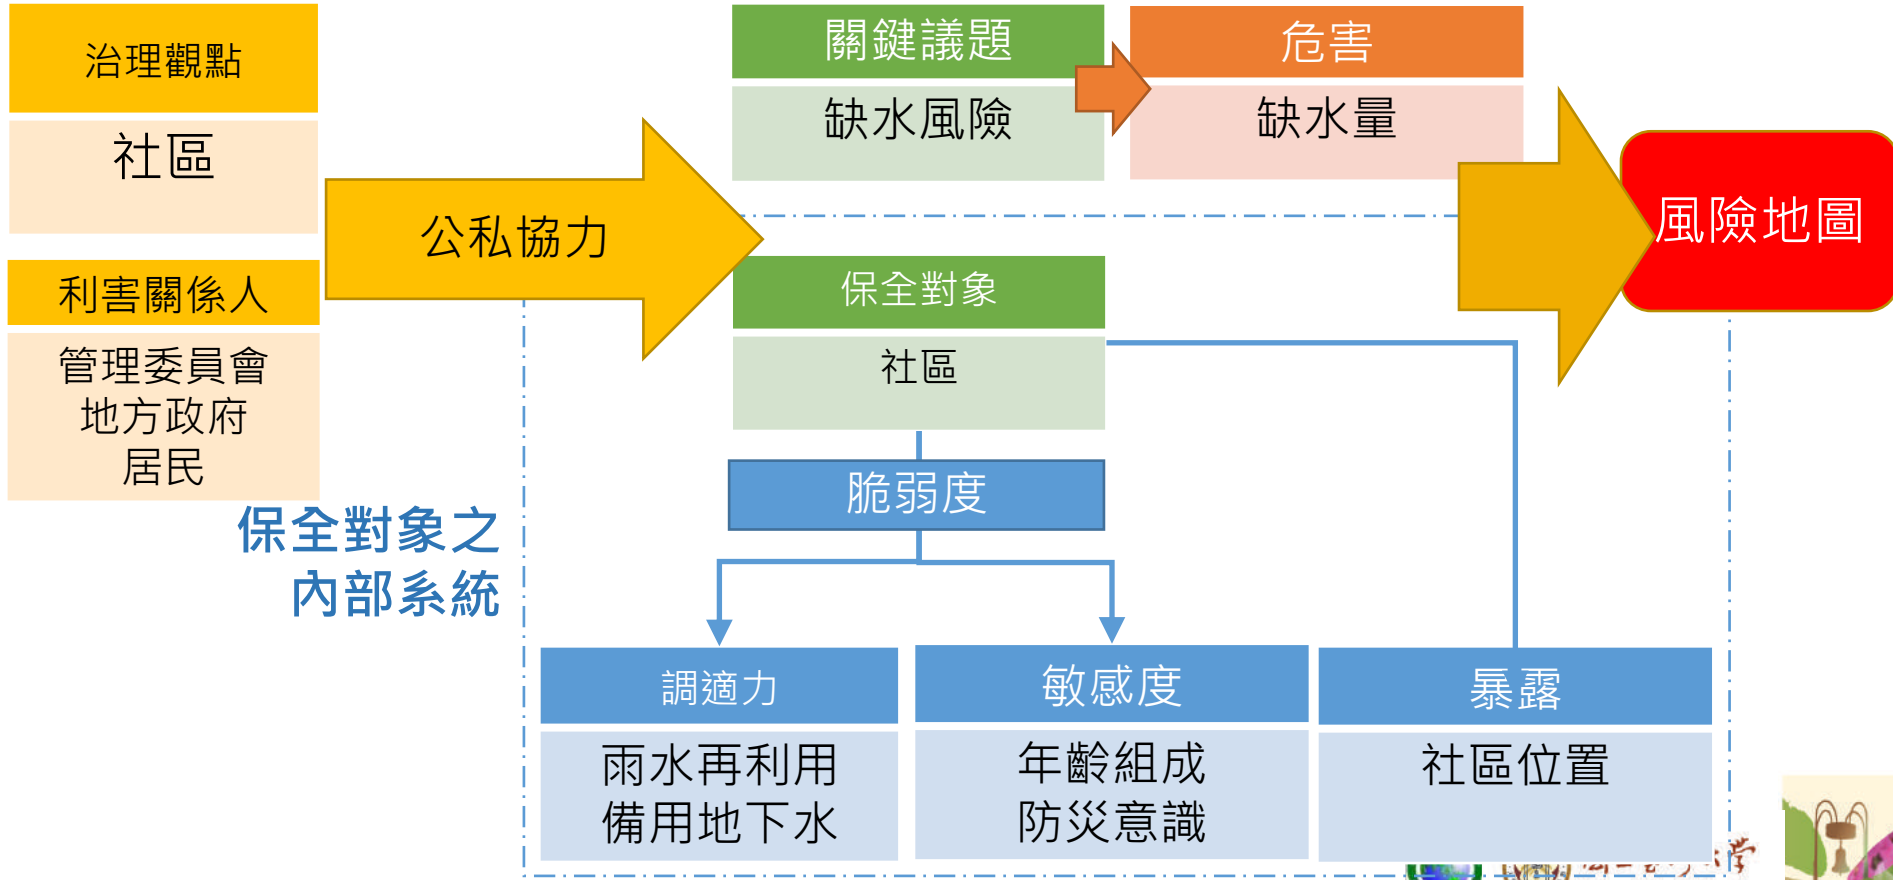 治理觀點
社區
利害關係人
管理委員會
地方政府
居民
公私協力
關鍵議題
缺水風險
危害
缺水量
風險地圖
保全對象
社區
脆弱度
保全對象之
內部系統
調適力
雨水再利用
備用地下水
敏感度
年齡組成
防災意識
暴露
社區位置